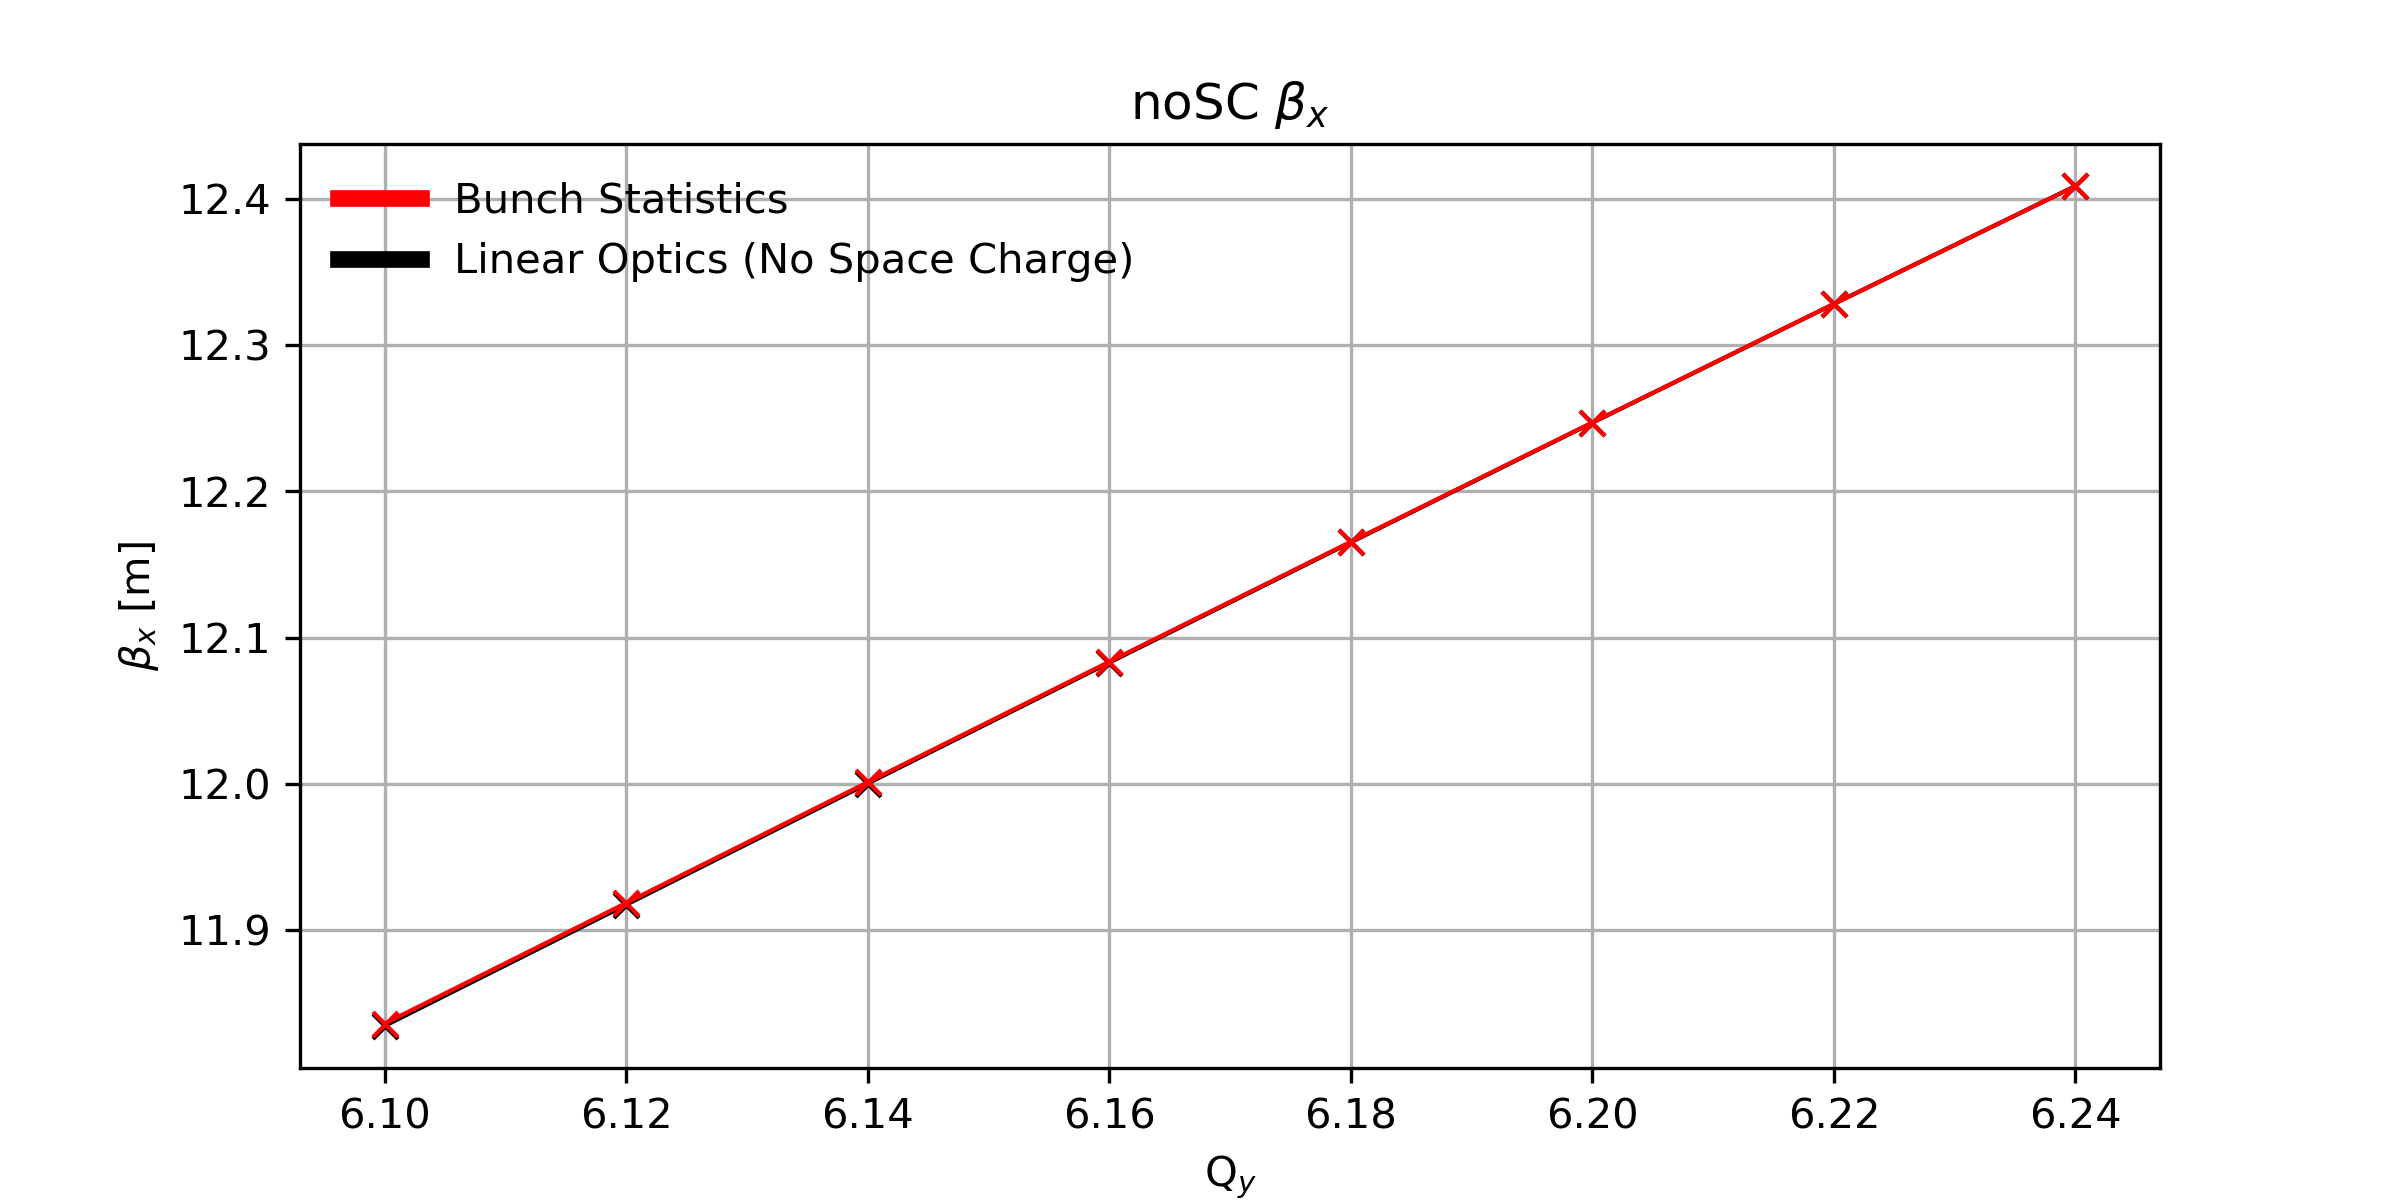 noSC βx
Bunch Statistics
Linear Optics (No Space Charge)
12.4
12.3
12.2
12.1
12.0
11.9
βx [m]
6.10 6.12 6.14 6.16 6.18 6.20 6.22 6.24
Qy